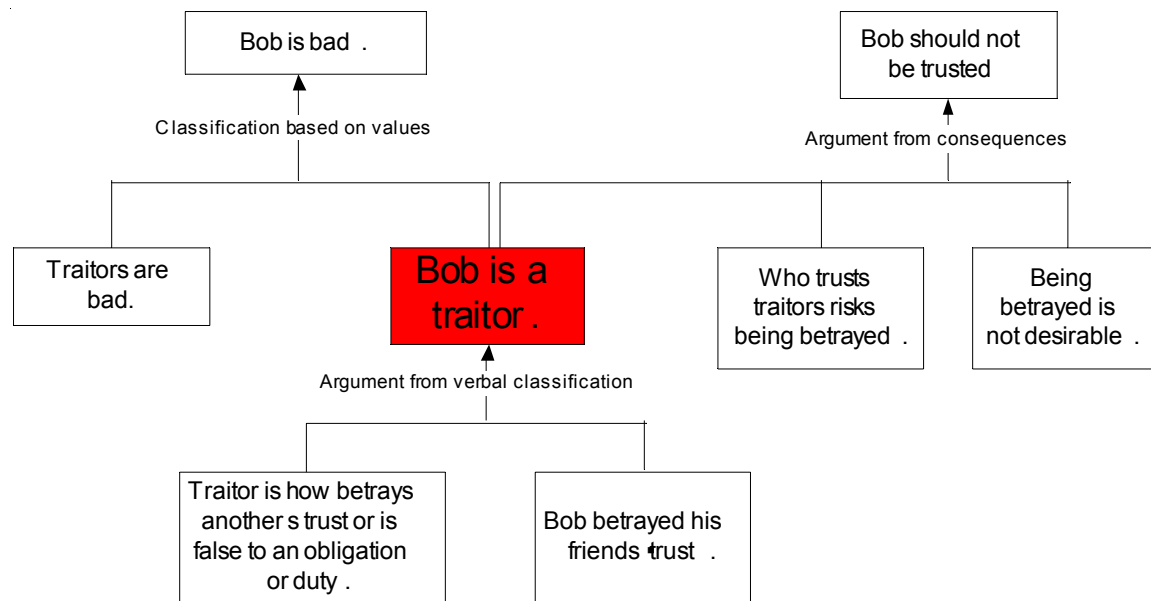 Bob is bad .
Bob should not
be trusted
Classification based on values
Argument from consequences
Traitors are
bad.
Bob is a
traitor .
Who trusts
traitors risks
being betrayed .
Being
betrayed is
not desirable .
Argument from verbal classification
Traitor is how betrays
another s trust or is
false to an obligation
or duty .
Bob betrayed his
friends trust .